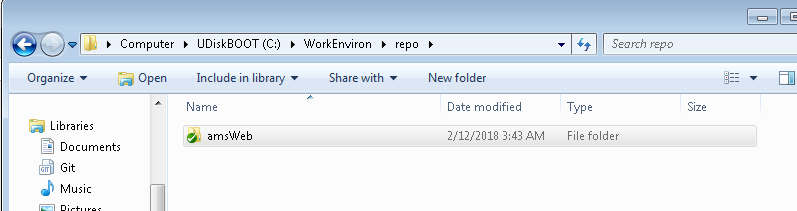 Computer ▸ UDiskBOOT (C:) ▸ WorkEnviron ▸ repo ▸ Search repo
Organize Open Include in library Share with New folder
Name Date modified Type Size
Libraries
amsWeb 2/12/2018 3:43 AM File folder
Documents
Git
Music
Pictures